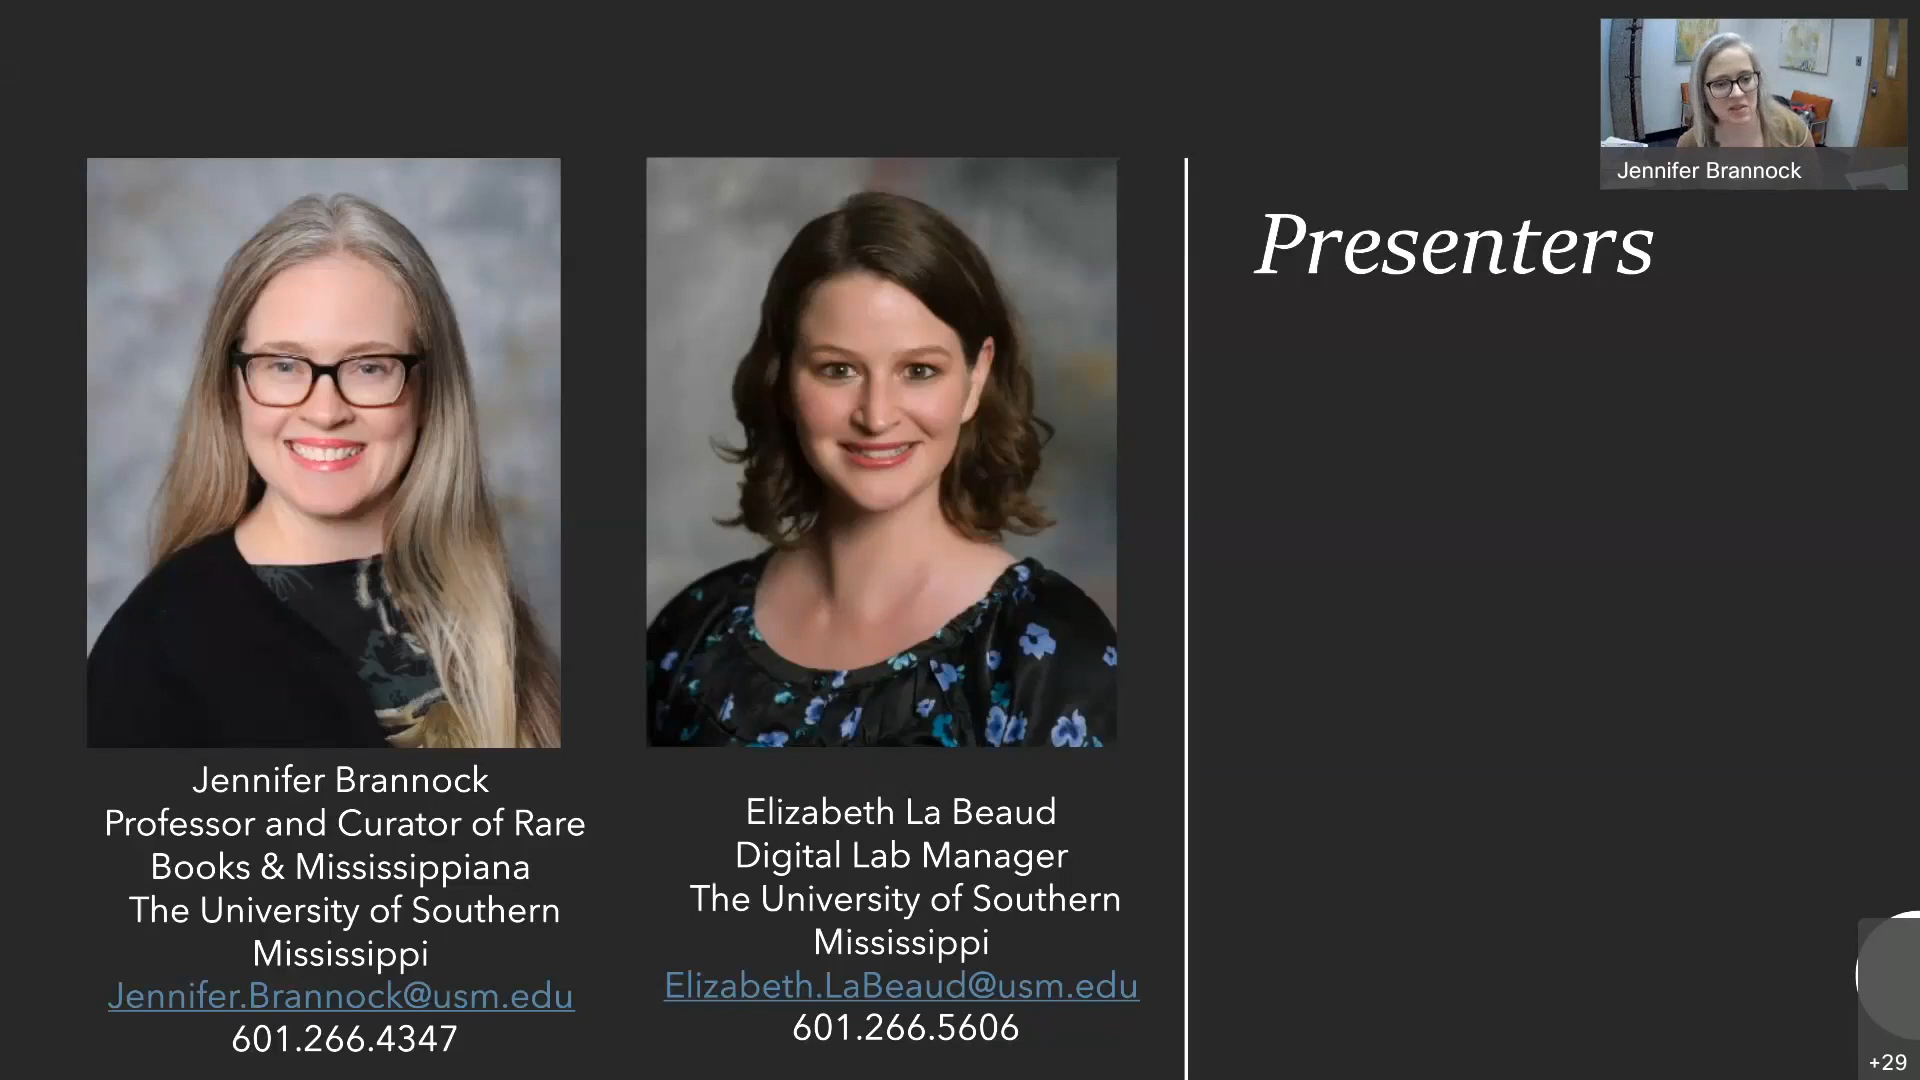 Jennifer Brannock
Presenters
Jennifer Brannock
Professor and Curator of Rare
Books & Mississippiana
The University of Southern
Mississippi
Jennifer.Brannock@usm.edu
601.266.4347
Elizabeth La Beaud
Digital Lab Manager
The University of Southern
Mississippi
Elizabeth.LaBeaud@usm.edu
601.266.5606
+29